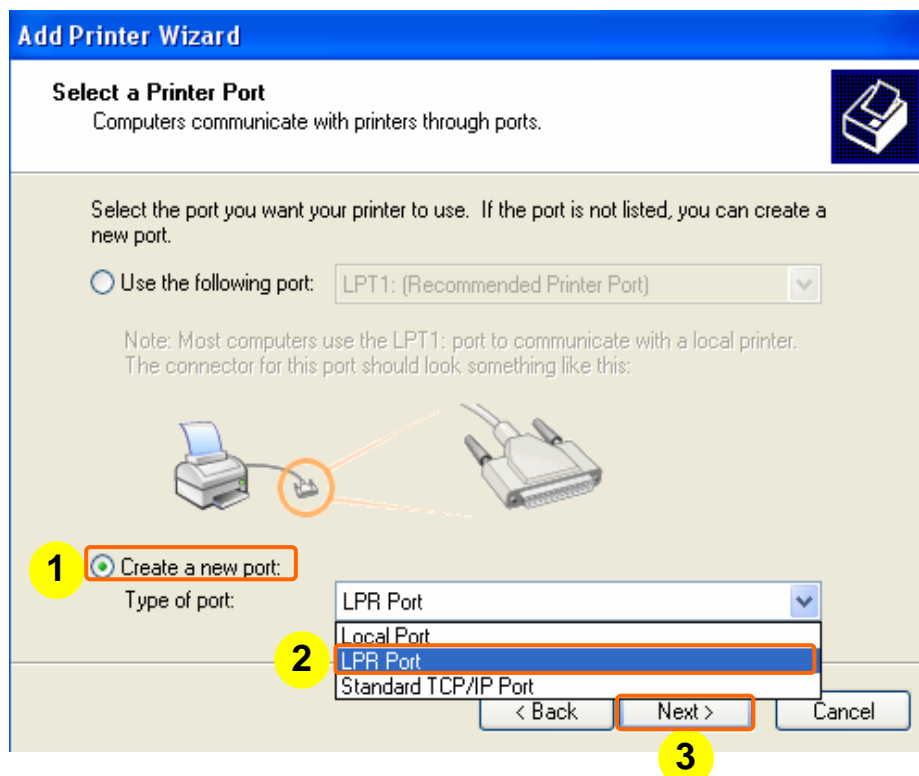 Add Printer Wizard
Select a Printer Port
Computers communicate with printers through ports.
Select the port you want your printer to use.  If the port is not listed, you can create a
new port.
Use the following port: LPT1: (Recommended Printer Port)
Note: Most computers use the LPT1: port to communicate with a local printer.
The connector for this port should look something like this:
1 Create a new port:
Type of port: LPR Port
Local Port
2 LPR Port
Standard TCP/IP Port
< Back Next > Cancel
3